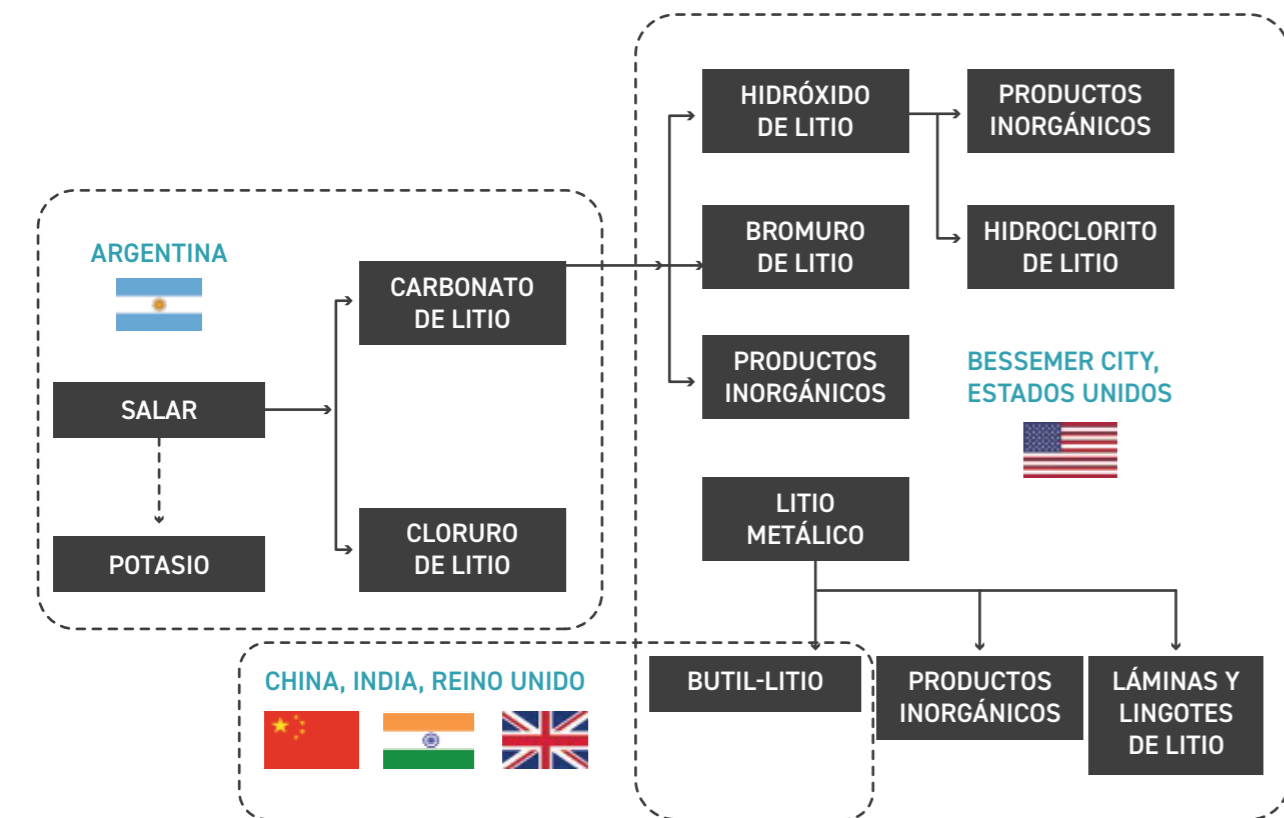 HIDRÓXIDO
DE LITIO
PRODUCTOS
INORGÁNICOS
ARGENTINA
BROMURO
DE LITIO
HIDROCLORITO
DE LITIO
CARBONATO
DE LITIO
SALAR
PRODUCTOS
INORGÁNICOS
BESSEMER CITY,
ESTADOS UNIDOS
LITIO
METÁLICO
POTASIO
CLORURO
DE LITIO
CHINA, INDIA, REINO UNIDO
BUTIL-LITIO
PRODUCTOS
INORGÁNICOS
LÁMINAS Y
LINGOTES
DE LITIO